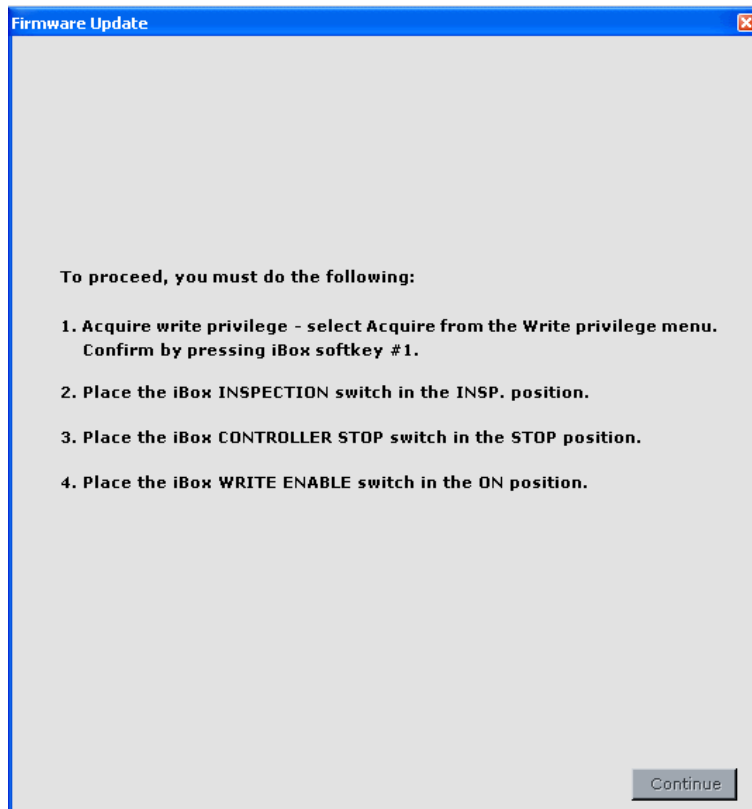 Firmware Update
To proceed, you must do the following:
1. Acquire write privilege - select Acquire from the Write privilege menu.
Confirm by pressing iBox softkey #1.
2. Place the iBox INSPECTION switch in the INSP. position.
3. Place the iBox CONTROLLER STOP switch in the STOP position.
4. Place the iBox WRITE ENABLE switch in the ON position.
Continue